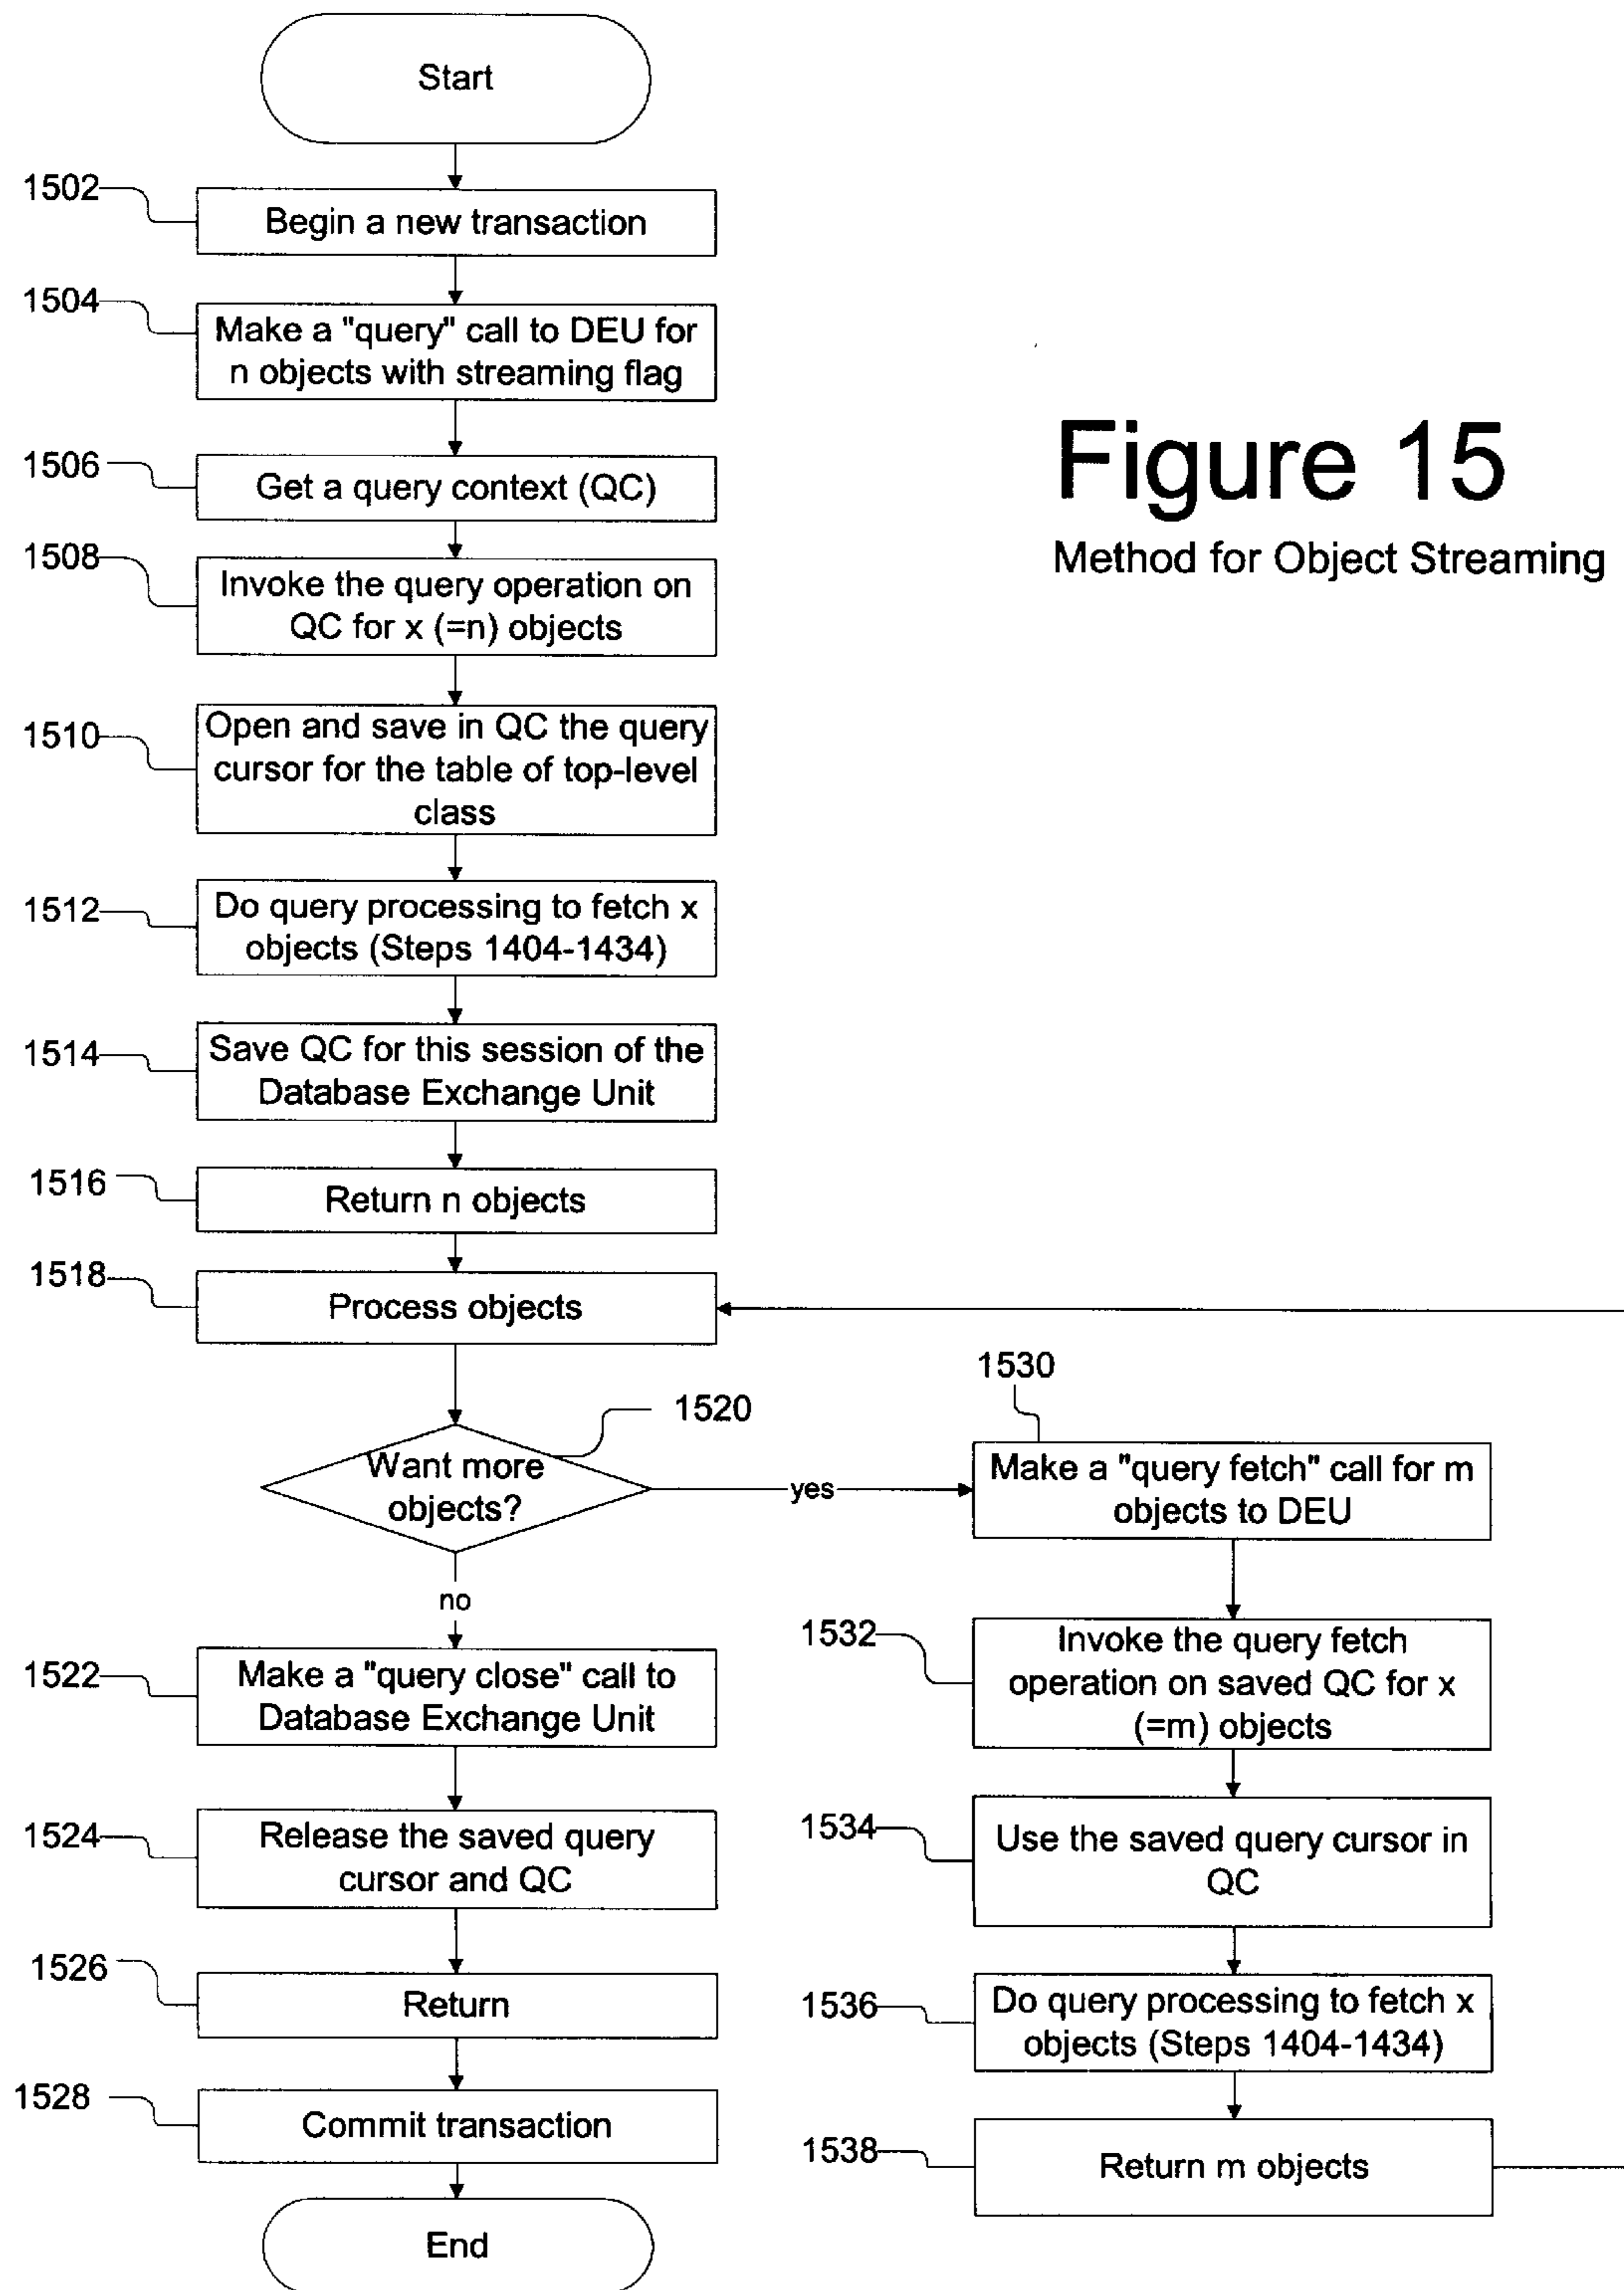 Start
1502
Begin a new transaction
1504
Make a "query" call to DEU for
n objects with streaming flag
1506
Get a query context (QC)
1508
Invoke the query operation on
QC for x (=n) objects
1510
Open and save in QC the query
cursor for the table of top-level
class
1512
Do query processing to fetch x
objects (Steps 1404-1434)
1514
Save QC for this session of the
Database Exchange Unit
1516
Return n objects
1518
Process objects
1520
Want more
objects?
yes
no
1522
Make a "query close" call to
Database Exchange Unit
1524
Release the saved query
cursor and QC
1526
Return
1528
Commit transaction
End
Figure 15
Method for Object Streaming
1530
Make a "query fetch" call for m
objects to DEU
1532
Invoke the query fetch
operation on saved QC for x
(=m) objects
1534
Use the saved query cursor in
QC
1536
Do query processing to fetch x
objects (Steps 1404-1434)
1538
Return m objects